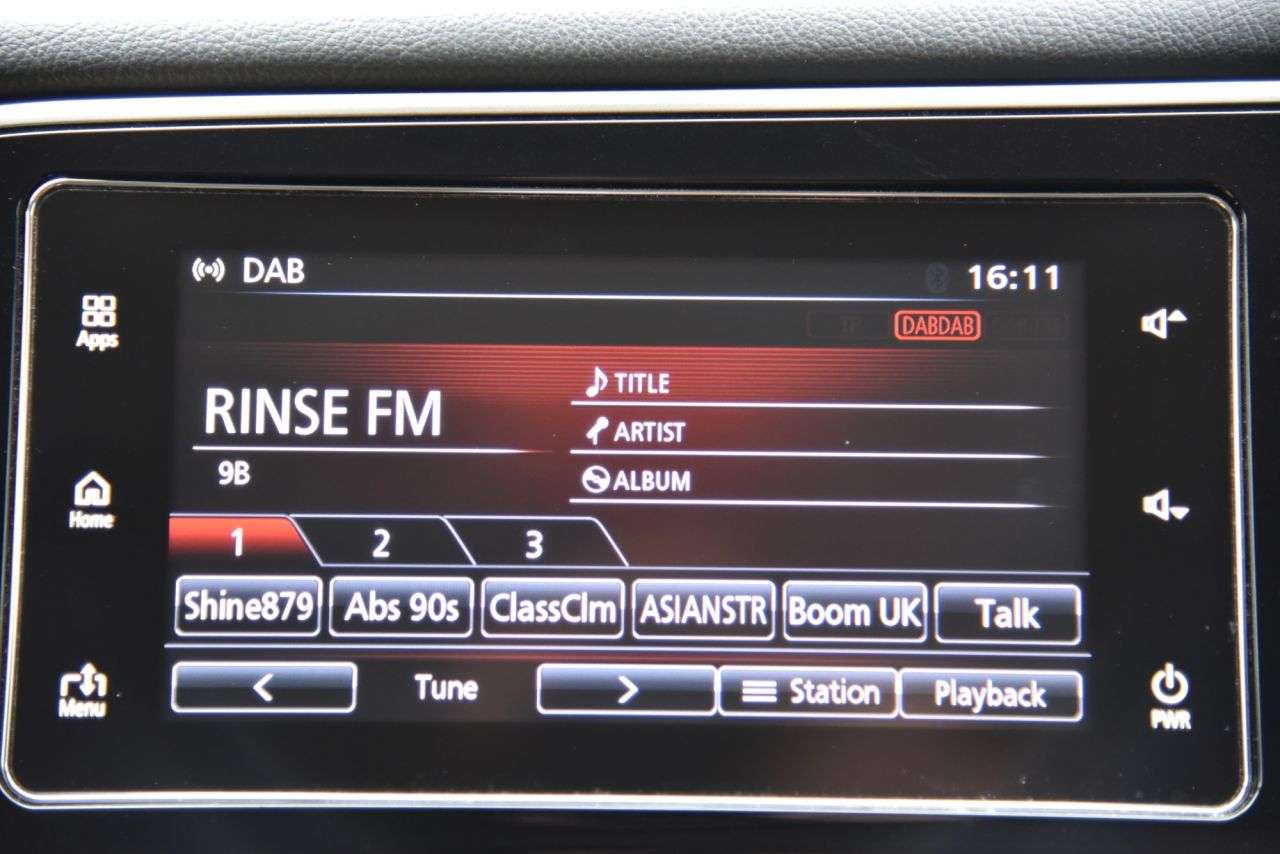 DAB 16:11
Apps
DABDAB
RINSE FM
TITLE
ARTIST
9B
ALBUM
Home
1 2 3
Shine879 Abs 90s ClassClm ASIANSTR Boom UK Talk
Menu
< Tune > Station Playback
PWR